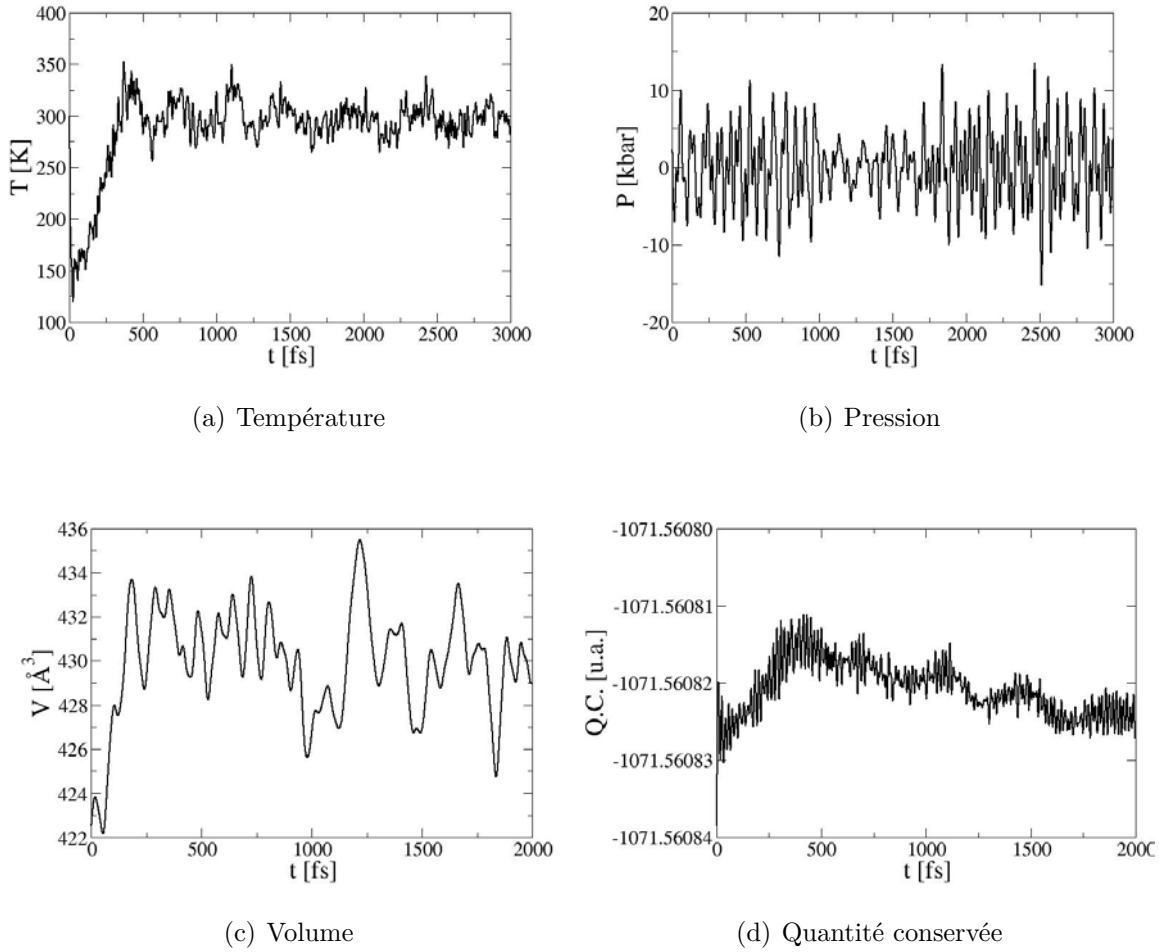 400
350
300
250
200
150
100
T [K]
0 500 1000 1500 2000 2500 3000
t [fs]
(a) Température
20
10
0
-10
-20
P [kbar]
0 500 1000 1500 2000 2500 3000
t [fs]
(b) Pression
436
434
432
430
428
426
424
422
V [Å³]
0 500 1000 1500 2000
t [fs]
(c) Volume
-1071.56080
-1071.56081
-1071.56082
-1071.56083
-1071.56084
Q.C. [u.a.]
0 500 1000 1500 2000
t [fs]
(d) Quantité conservée